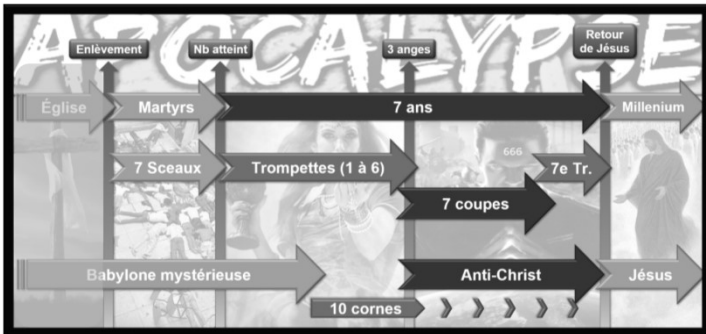 APOCALYPSE
Enlèvement
Nb atteint
3 anges
Retour
de Jésus
Église
Martyrs
7 ans
Millenium
7 Sceaux
Trompettes (1 à 6)
666
7e Tr.
7 coupes
Babylone mystérieuse
Anti-Christ
Jésus
10 cornes